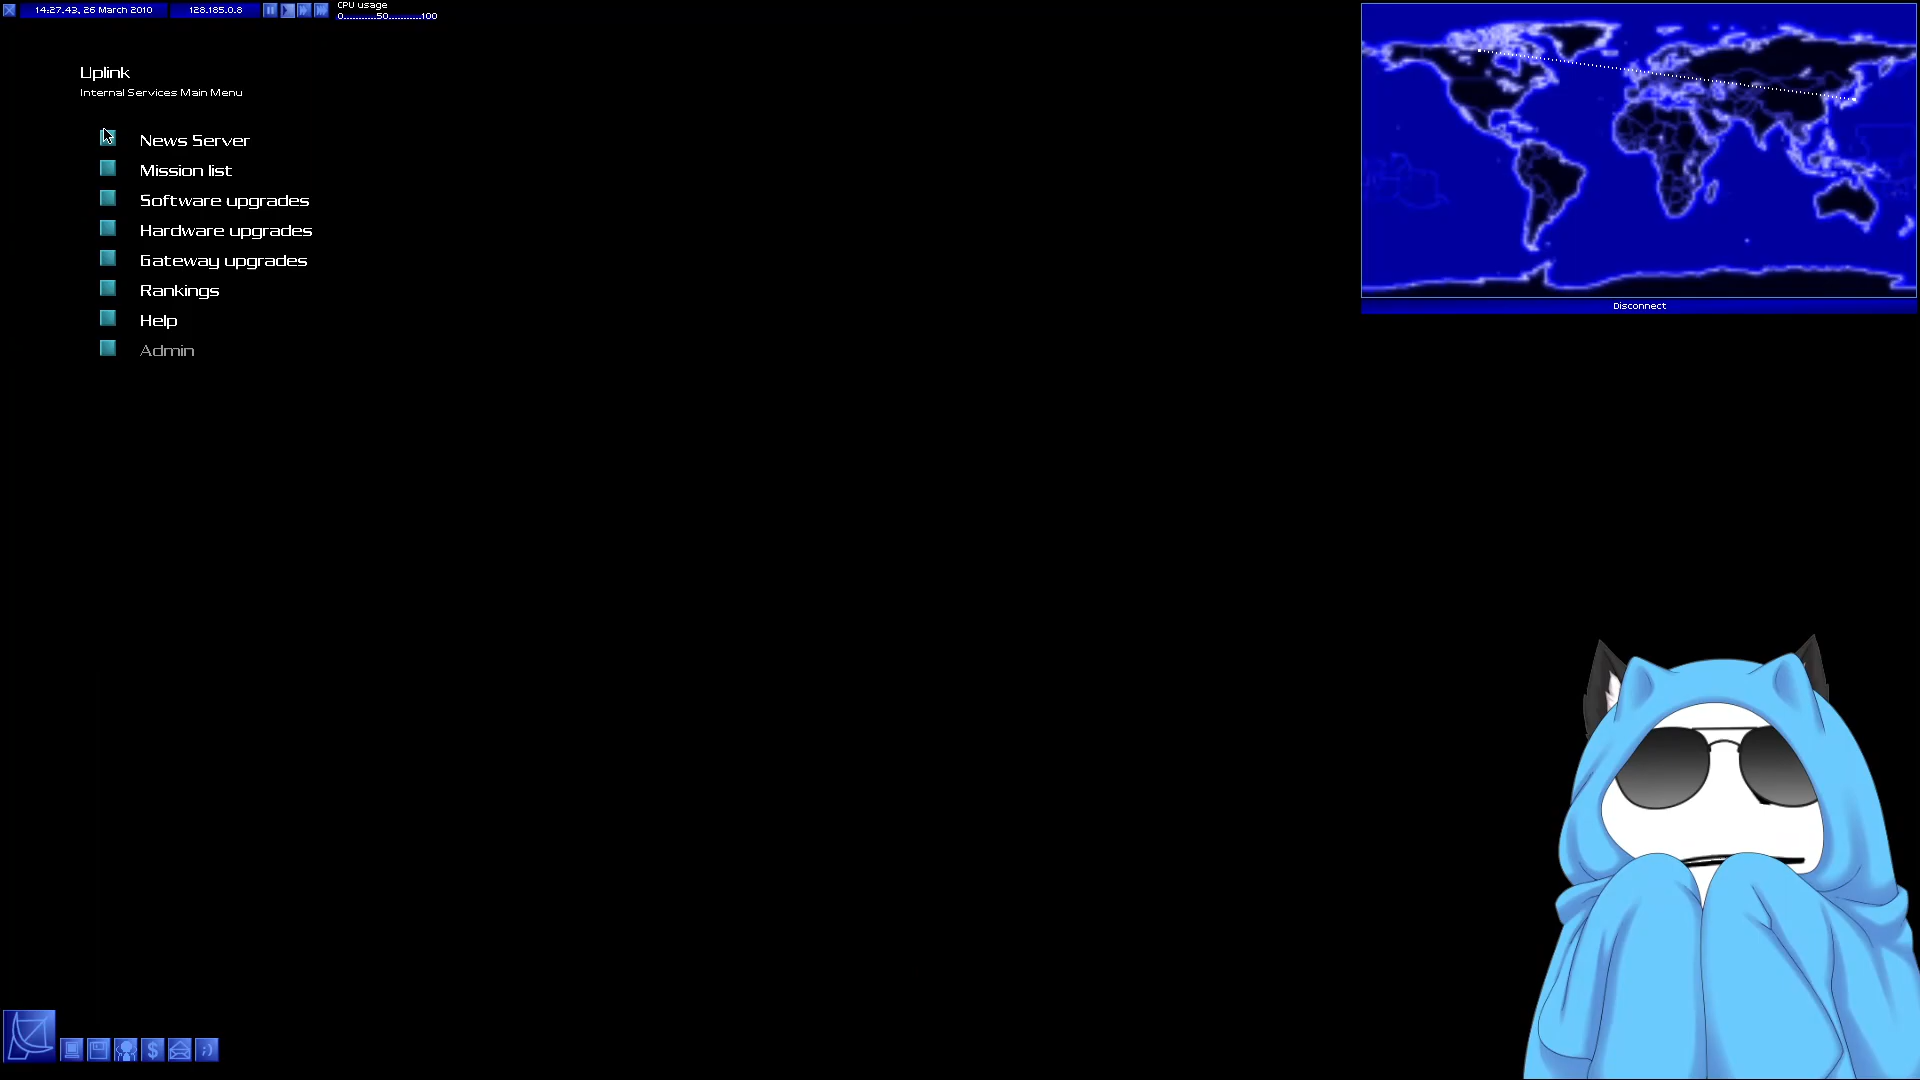 14:27.43, 26 March 2010
128.185.0.8
CPU usage
0...........50...........100
Uplink
Internal Services Main Menu
News Server
Mission list
Software upgrades
Hardware upgrades
Gateway upgrades
Rankings
Help
Admin
Disconnect
$
;)